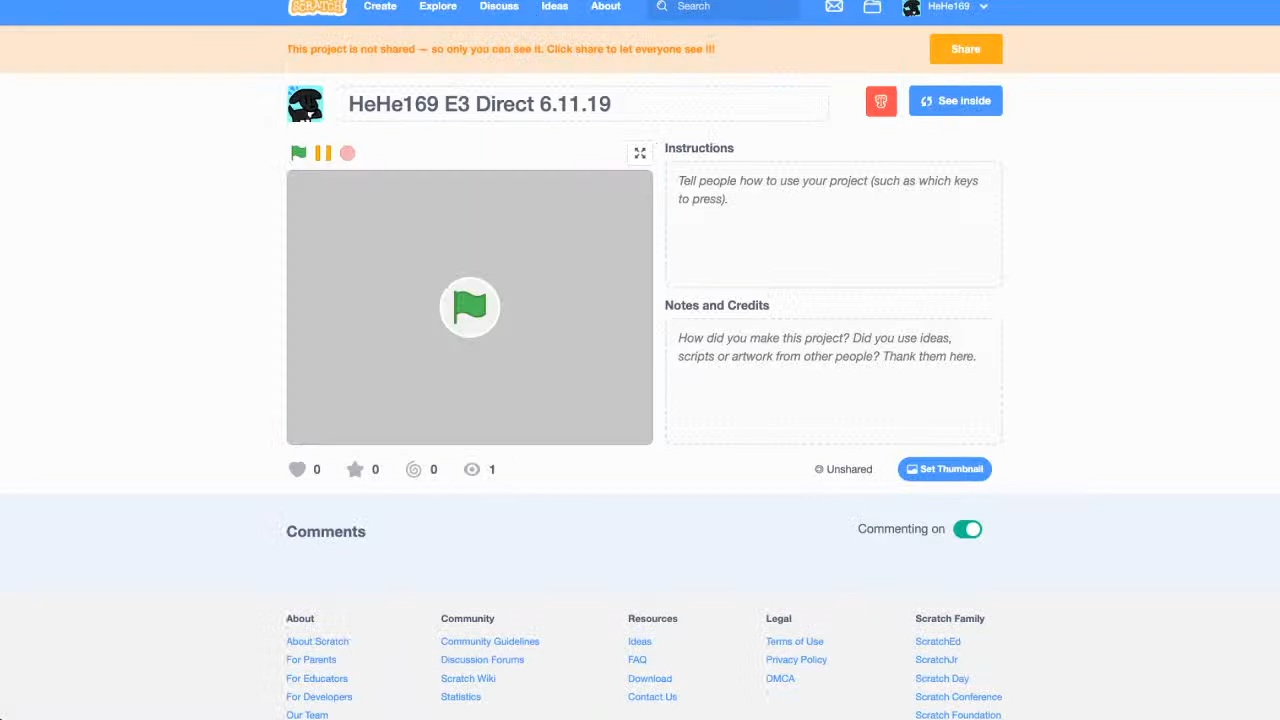 SCRATCH Create Explore Discuss Ideas About Search HeHe169
This project is not shared — so only you can see it. Click share to let everyone see !!!
Share
HeHe169 E3 Direct 6.11.19
See inside
Instructions
Tell people how to use your project (such as which keys
to press).
Notes and Credits
How did you make this project? Did you use ideas,
scripts or artwork from other people? Thank them here.
0 0 0 1
Unshared
Set Thumbnail
Comments
Commenting on
About Community Resources Legal Scratch Family
About Scratch Community Guidelines Ideas Terms of Use ScratchEd
For Parents Discussion Forums FAQ Privacy Policy ScratchJr
For Educators Scratch Wiki Download DMCA Scratch Day
For Developers Statistics Contact Us Scratch Conference
Our Team Scratch Foundation